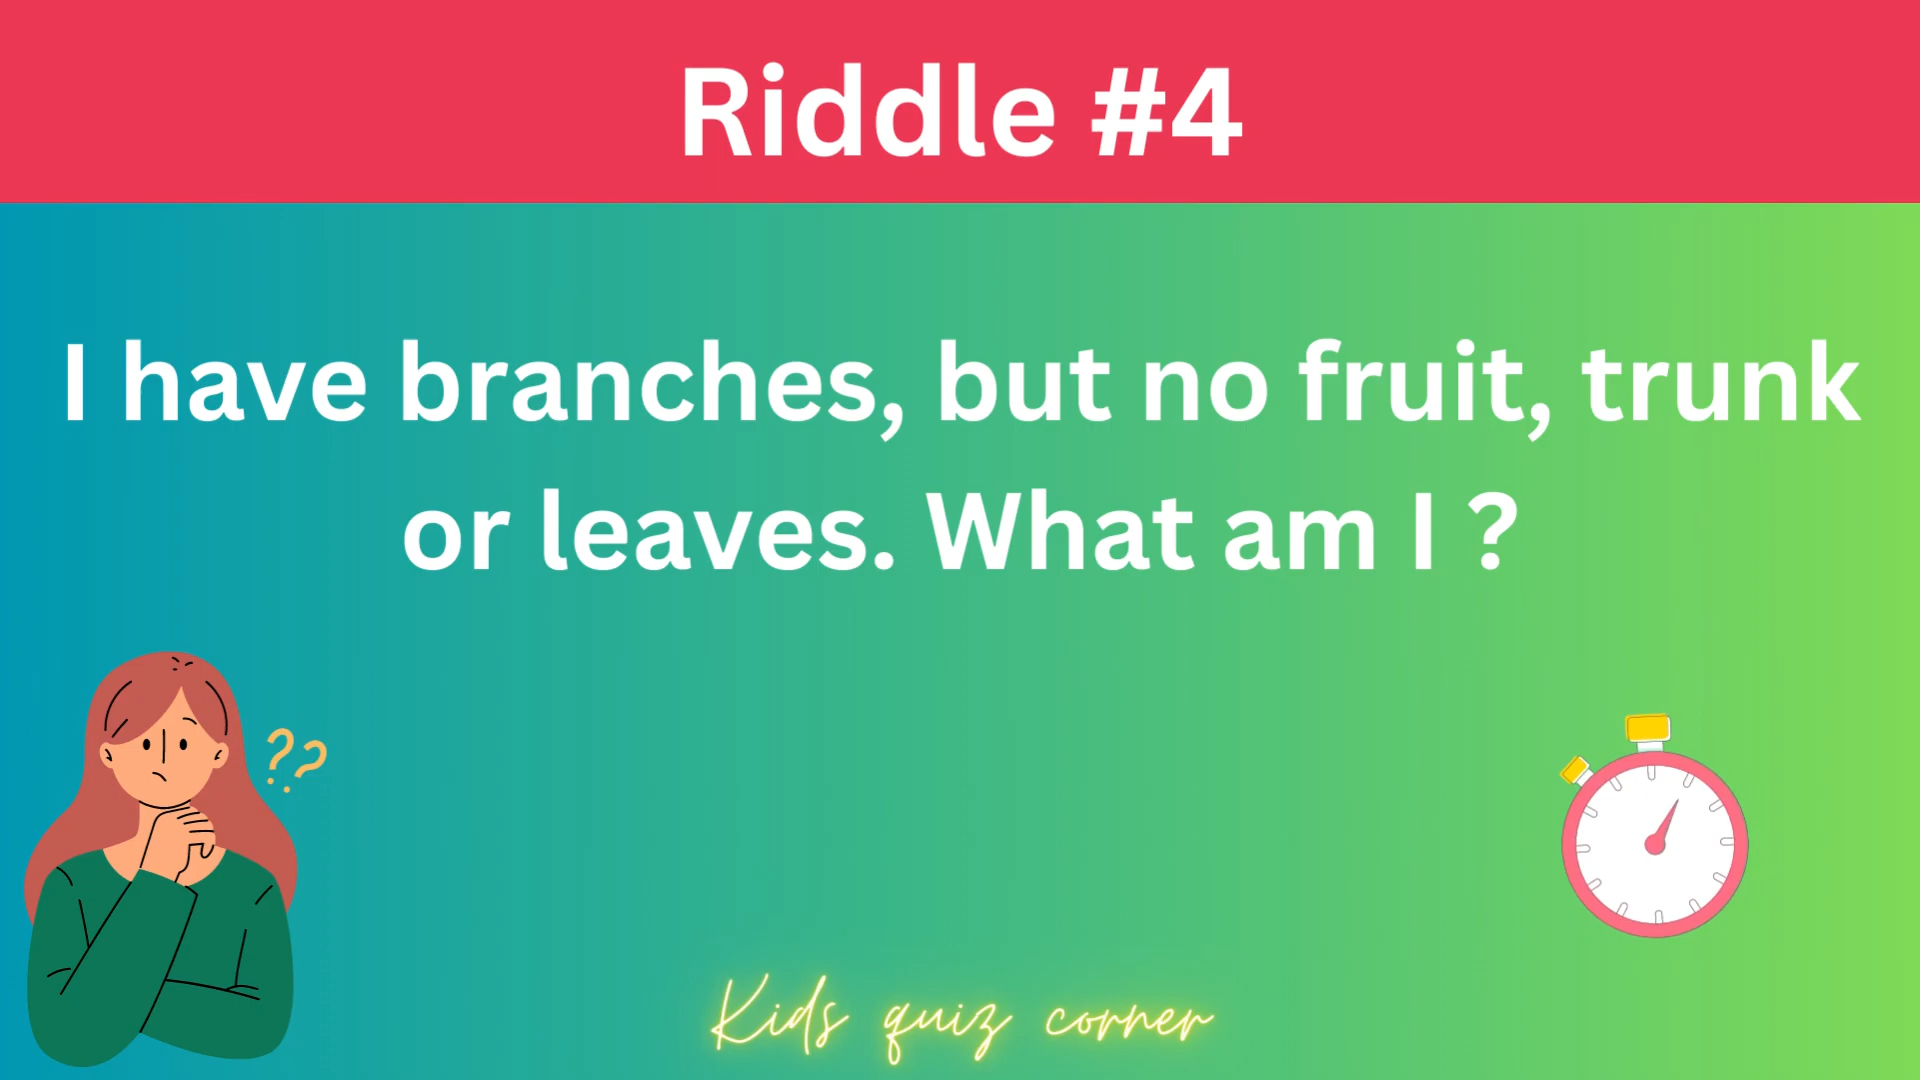 Riddle #4
I have branches, but no fruit, trunk
or leaves. What am I ?
??
Kids quiz corner